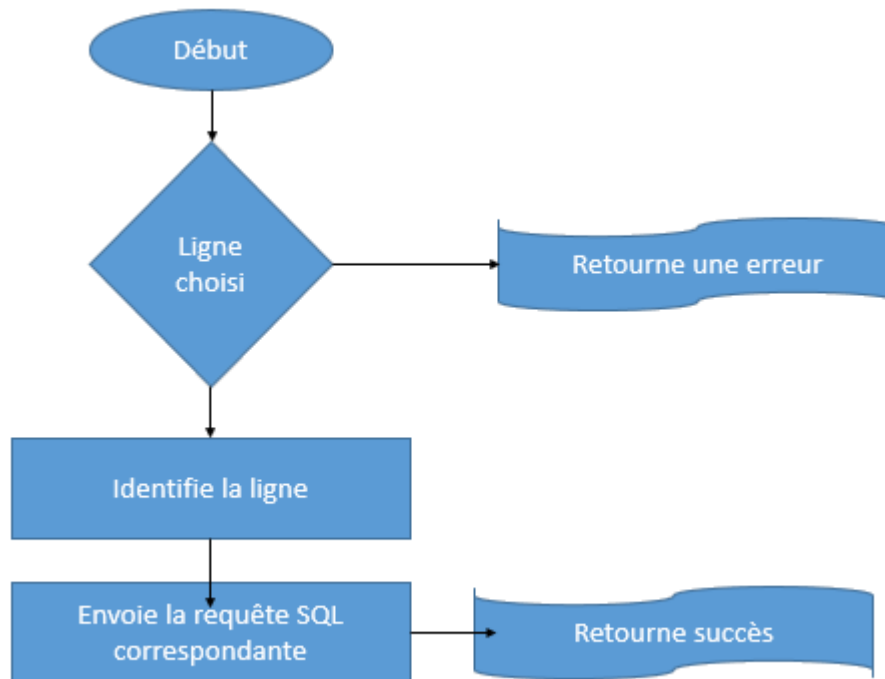 Début
Ligne
choisi
Retourne une erreur
Identifie la ligne
Envoie la requête SQL
correspondante
Retourne succès